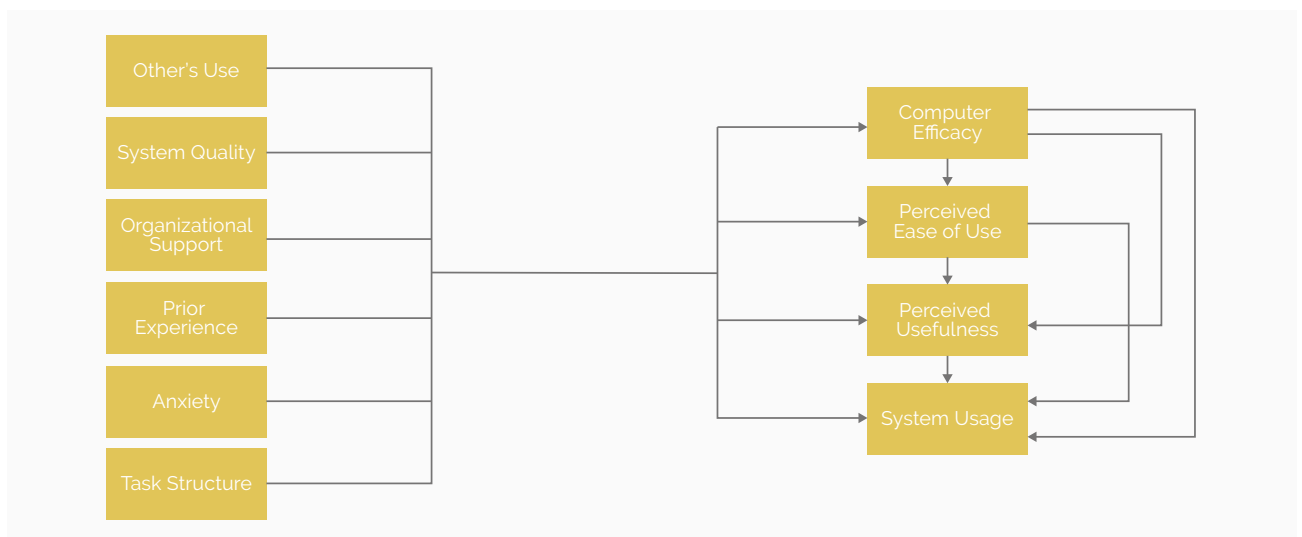 Other's Use
System Quality
Organizational
Support
Prior
Experience
Anxiety
Task Structure
Computer
Efficacy
Perceived
Ease of Use
Perceived
Usefulness
System Usage